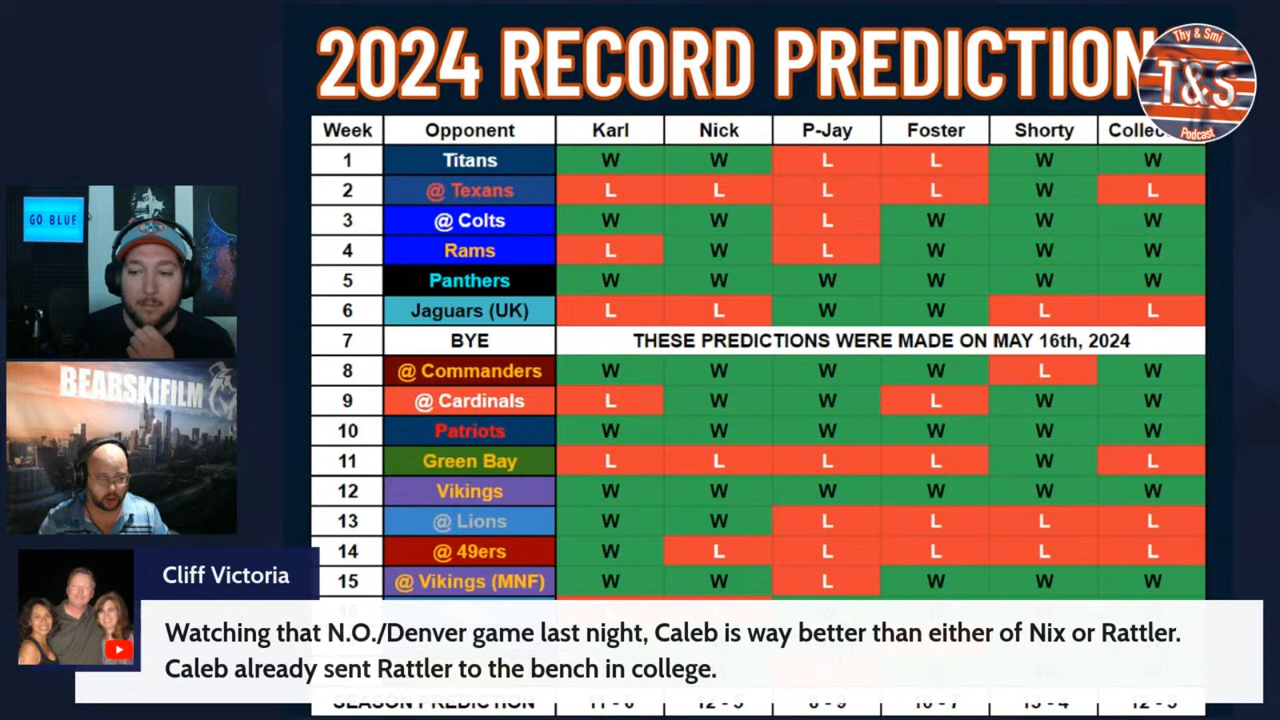 2024 RECORD PREDICTION
Thy & Smi
T&S
Podcast
Week Opponent Karl Nick P-Jay Foster Shorty
1 Titans W W L L W W
2 @ Texans L L L L W L
3 @ Colts W W L W W W
4 Rams L W L W W W
5 Panthers W W W W W W
6 Jaguars (UK) L L W W L L
7 BYE THESE PREDICTIONS WERE MADE ON MAY 16th, 2024
8 @ Commanders W W W W L W
9 @ Cardinals L W W L W W
10 Patriots W W W W W W
11 Green Bay L L L L W L
12 Vikings W W W W W W
13 @ Lions W W L L L L
14 @ 49ers W L L L L L
15 @ Vikings (MNF) W W L W W W
GO BLUE
BEARSKIFILM
Cliff Victoria
Watching that N.O./Denver game last night, Caleb is way better than either of Nix or Rattler.
Caleb already sent Rattler to the bench in college.
SEASON PREDICTION